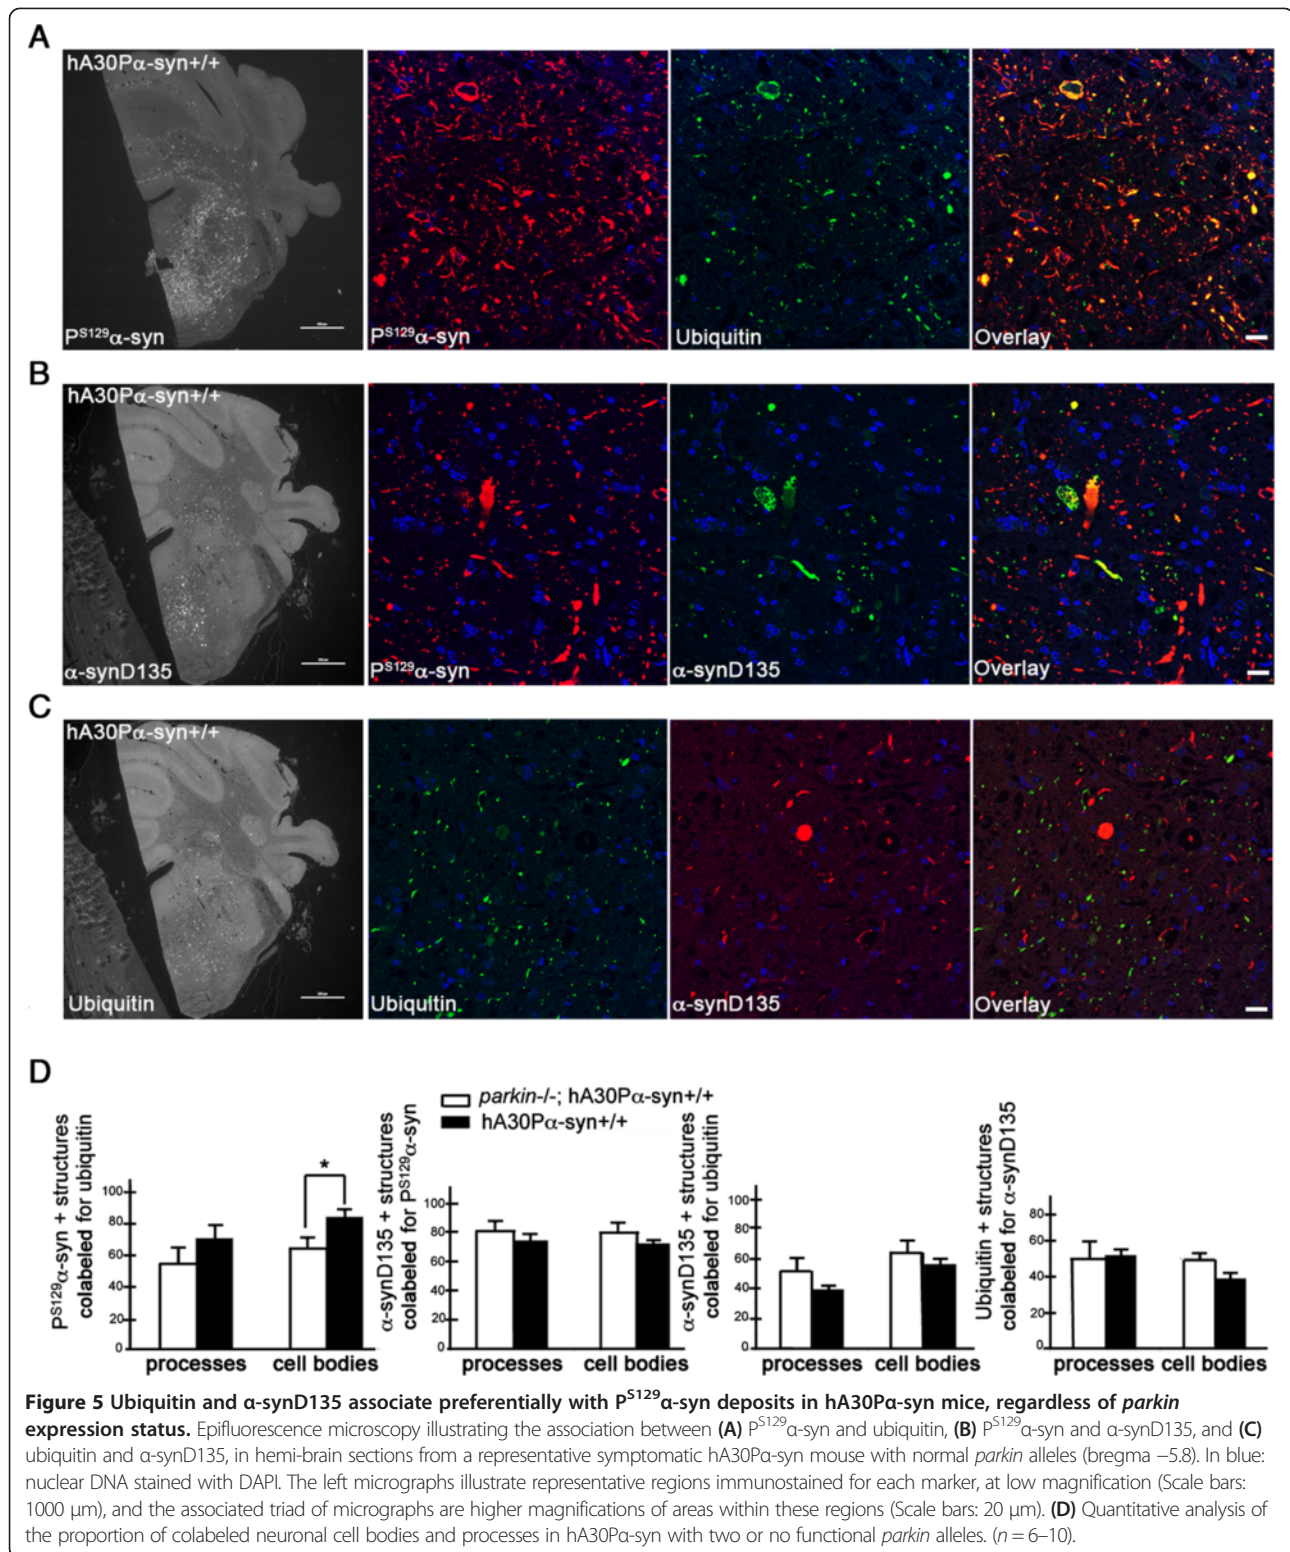 A
hA30Pα-syn+/+
P^S129 α-syn
P^S129 α-syn
Ubiquitin
Overlay
B
hA30Pα-syn+/+
α-synD135
P^S129 α-syn
α-synD135
Overlay
C
hA30Pα-syn+/+
Ubiquitin
Ubiquitin
α-synD135
Overlay
D
parkin-/-; hA30Pα-syn+/+
hA30Pα-syn+/+
P^S129 α-syn + structures
colabeled for ubiquitin
100
80
60
40
20
0
*
processes
cell bodies
α-synD135 + structures
colabeled for P^S129 α-syn
100
80
60
40
20
0
processes
cell bodies
α-synD135 + structures
colabeled for ubiquitin
100
80
60
40
20
0
processes
cell bodies
Ubiquitin + structures
colabeled for α-synD135
80
60
40
20
0
processes
cell bodies
Figure 5 Ubiquitin and α-synD135 associate preferentially with P^S129 α-syn deposits in hA30Pα-syn mice, regardless of parkin
expression status. Epifluorescence microscopy illustrating the association between (A) P^S129 α-syn and ubiquitin, (B) P^S129 α-syn and α-synD135, and (C)
ubiquitin and α-synD135, in hemi-brain sections from a representative symptomatic hA30Pα-syn mouse with normal parkin alleles (bregma −5.8). In blue:
nuclear DNA stained with DAPI. The left micrographs illustrate representative regions immunostained for each marker, at low magnification (Scale bars:
1000 μm), and the associated triad of micrographs are higher magnifications of areas within these regions (Scale bars: 20 μm). (D) Quantitative analysis of
the proportion of colabeled neuronal cell bodies and processes in hA30Pα-syn with two or no functional parkin alleles. (n = 6–10).